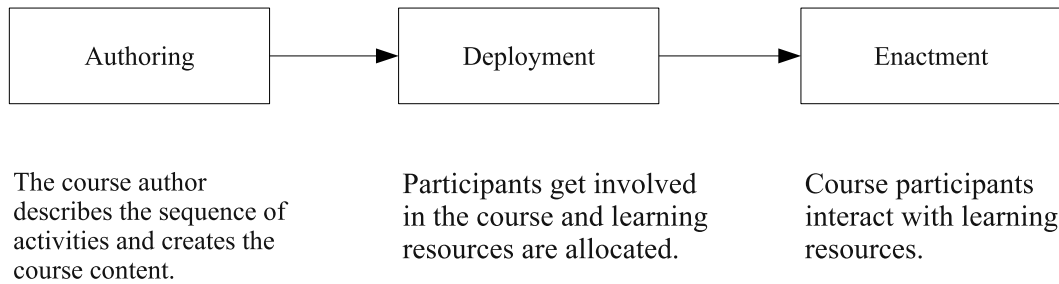 Authoring
Deployment
Enactment
The course author
describes the sequence of
activities and creates the
course content.
Participants get involved
in the course and learning
resources are allocated.
Course participants
interact with learning
resources.